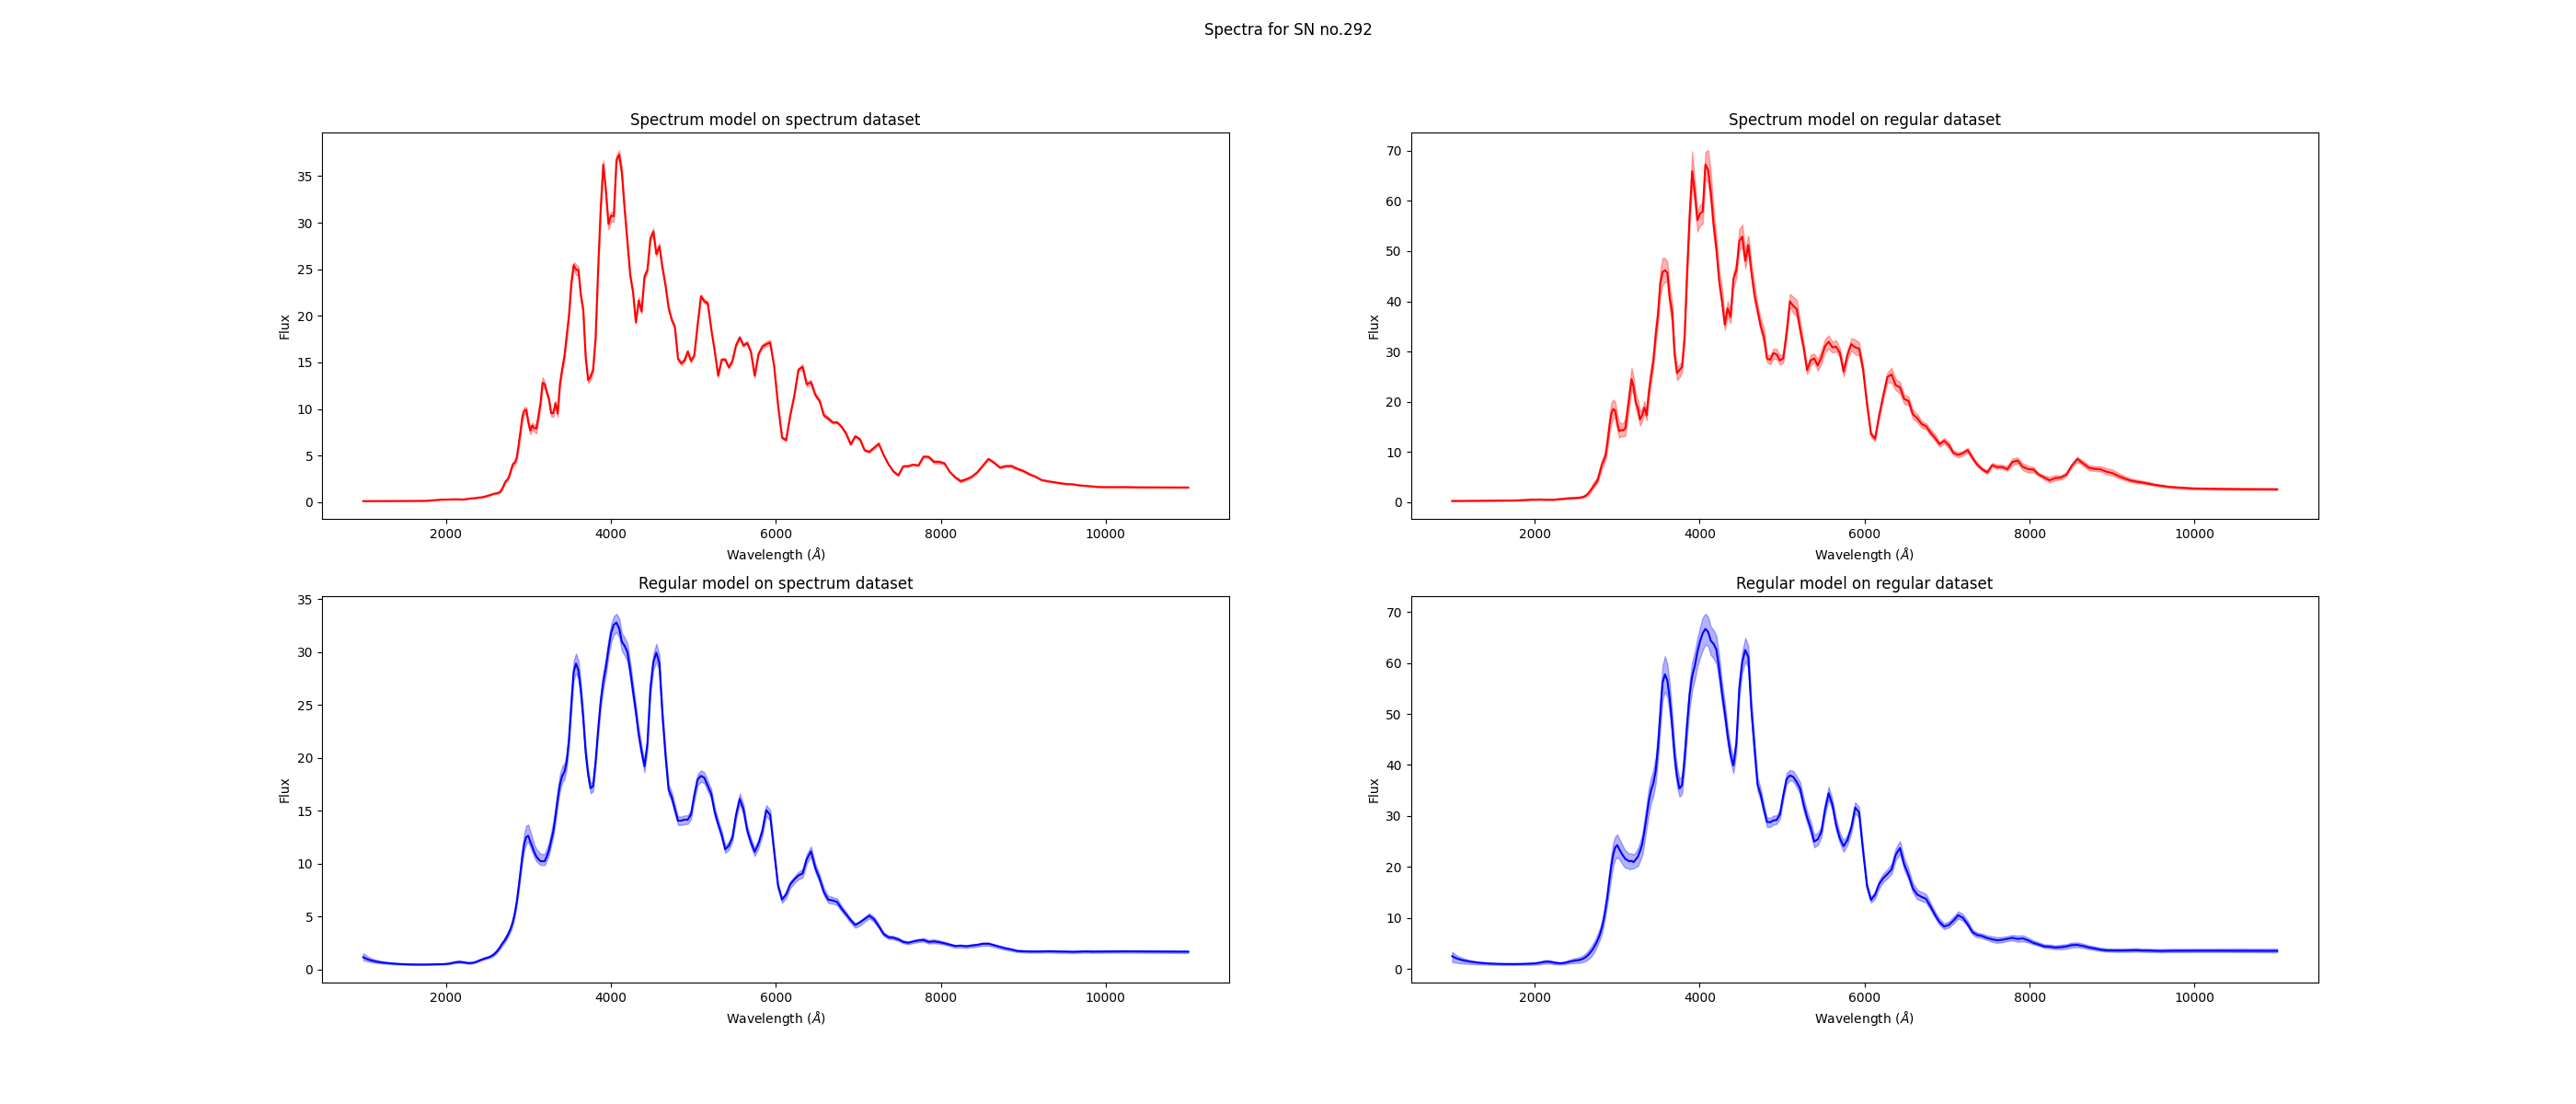 Spectra for SN no.292
Spectrum model on spectrum dataset
35
30
25
20
15
10
5
0
Flux
2000 4000 6000 8000 10000
Wavelength (Å)
Spectrum model on regular dataset
70
60
50
40
30
20
10
0
Flux
2000 4000 6000 8000 10000
Wavelength (Å)
Regular model on spectrum dataset
35
30
25
20
15
10
5
0
Flux
2000 4000 6000 8000 10000
Wavelength (Å)
Regular model on regular dataset
70
60
50
40
30
20
10
0
Flux
2000 4000 6000 8000 10000
Wavelength (Å)